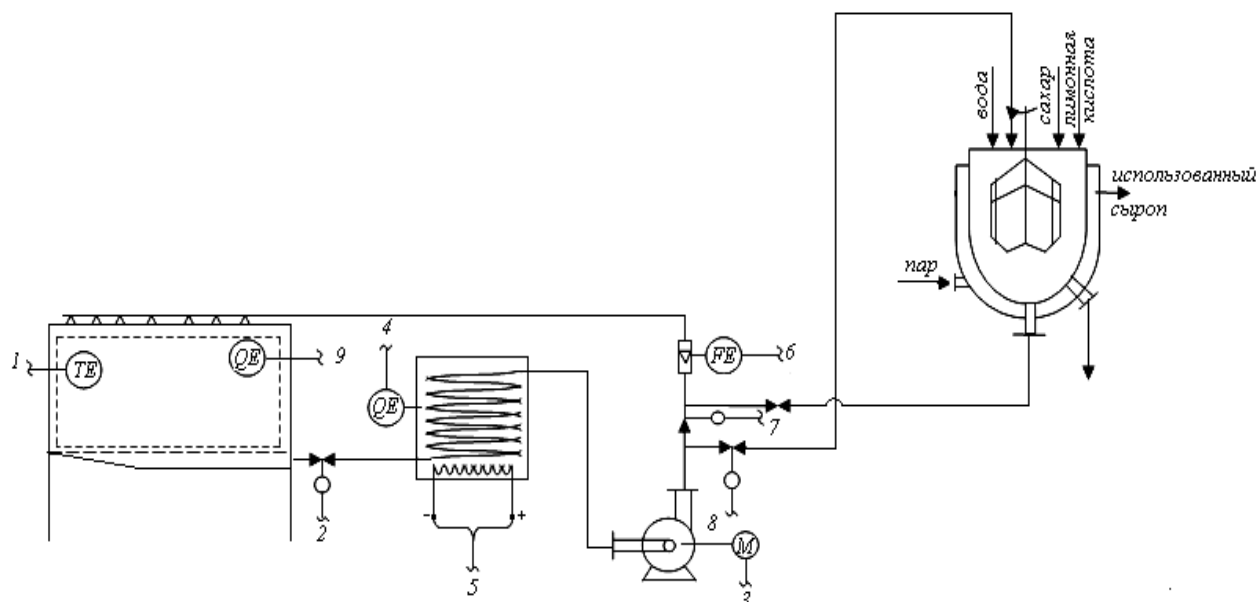 вода
сахар
лимонная
кислота
использованный
сыроп
пар
4
1
TE
QE
9
FE
6
QE
7
2
- +
8
M
5
3